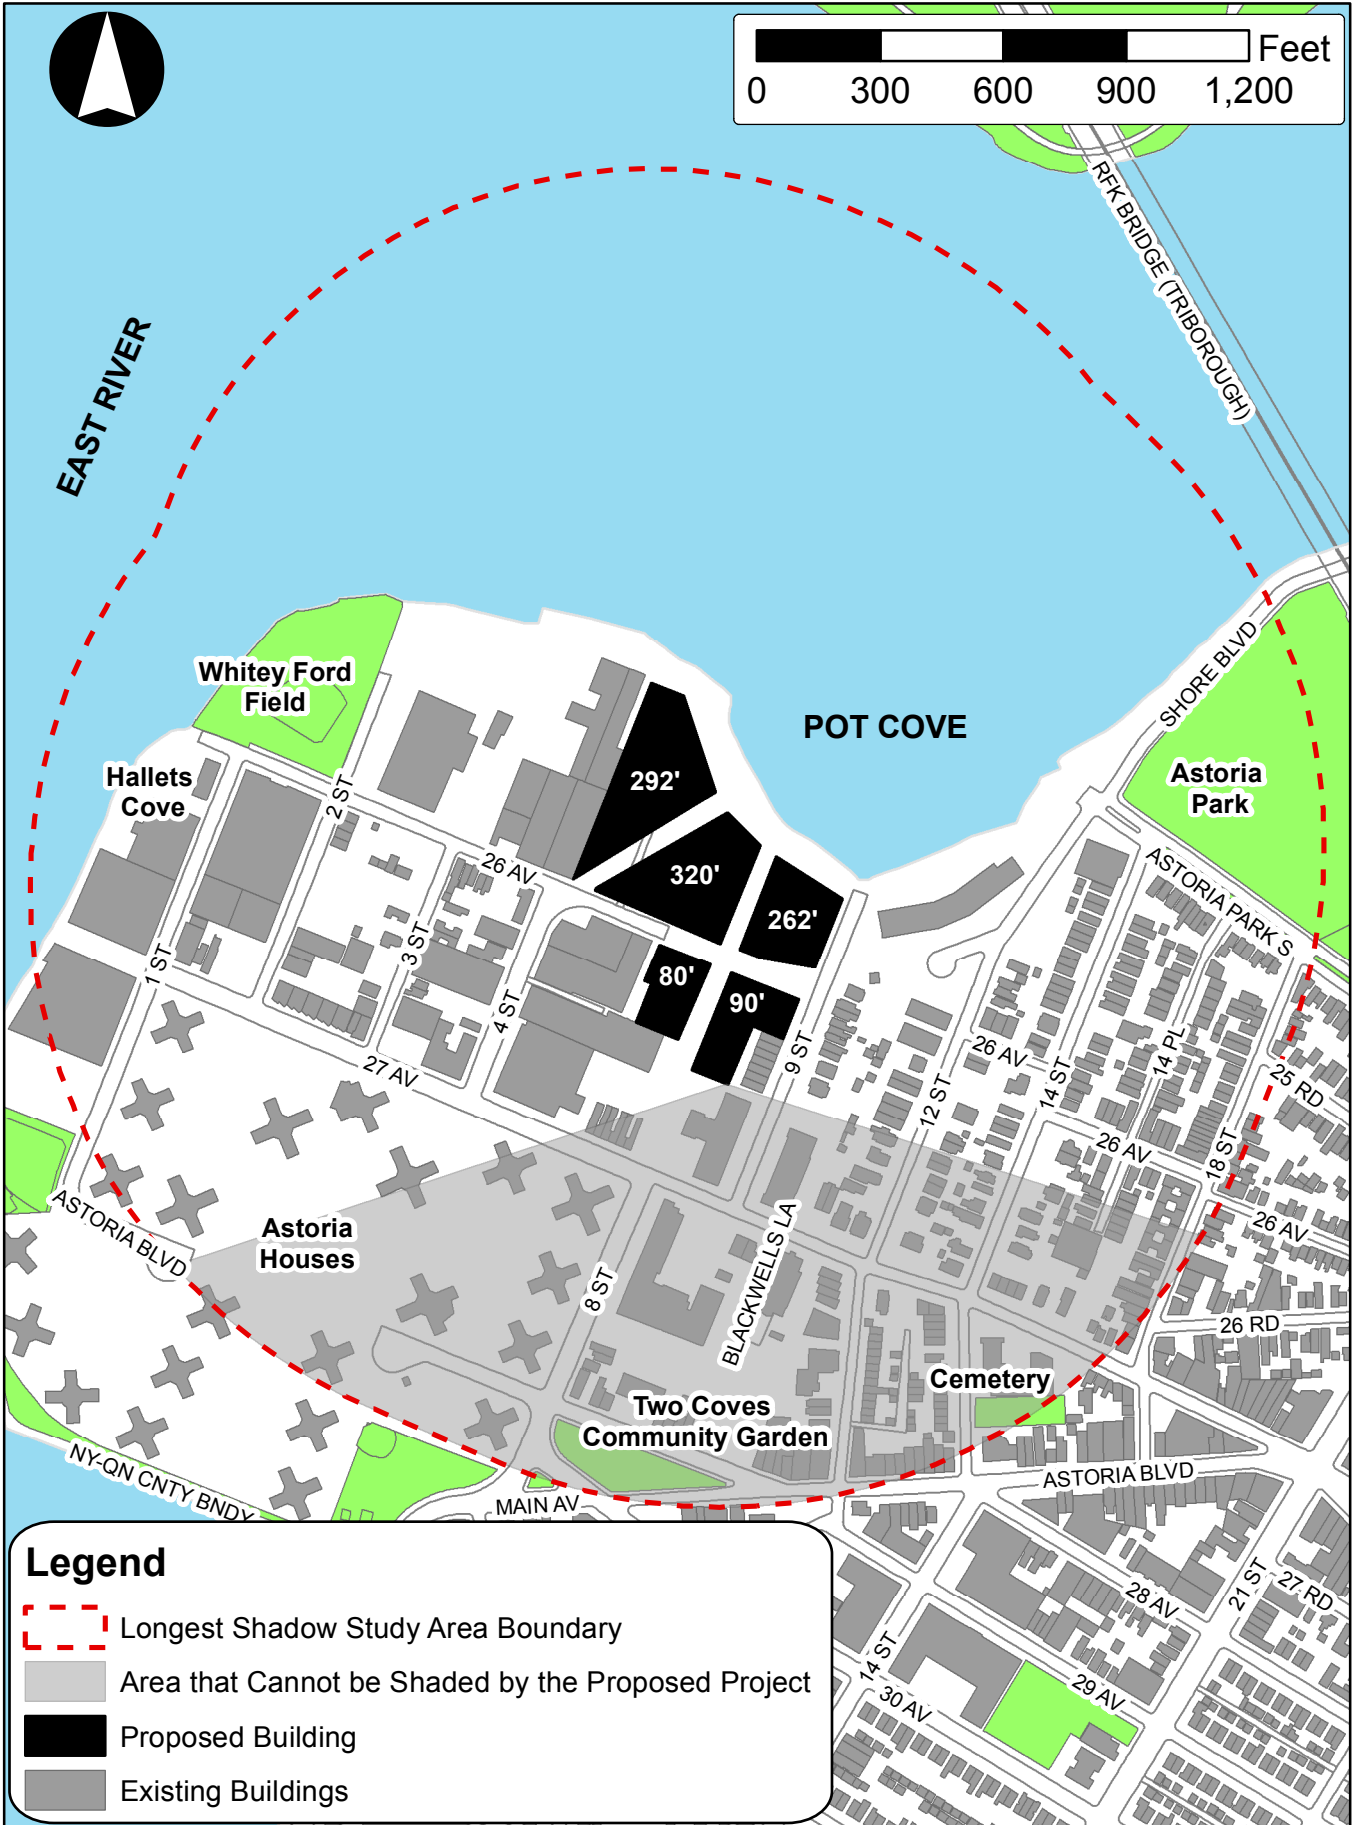 Feet
0 300 600 900 1,200
RFK BRIDGE (TRIBOROUGH)
EAST RIVER
Whitey Ford
Field
SHORE BLVD
POT COVE
Hallets
Cove
Astoria
Park
2 ST
292'
26 AV
320'
262'
ASTORIA PARK S
1 ST
3 ST
4 ST
80'
90'
9 ST
26 AV
14 ST
14 PL
27 AV
12 ST
25 RD
26 AV
18 ST
ASTORIA BLVD
Astoria
Houses
BLACKWELLS LA
26 AV
8 ST
26 RD
Cemetery
Two Coves
Community Garden
NY-QN CNTY BNDY
MAIN AV
ASTORIA BLVD
28 AV
21 ST
27 RD
14 ST
29 AV
30 AV
Legend
Longest Shadow Study Area Boundary
Area that Cannot be Shaded by the Proposed Project
Proposed Building
Existing Buildings